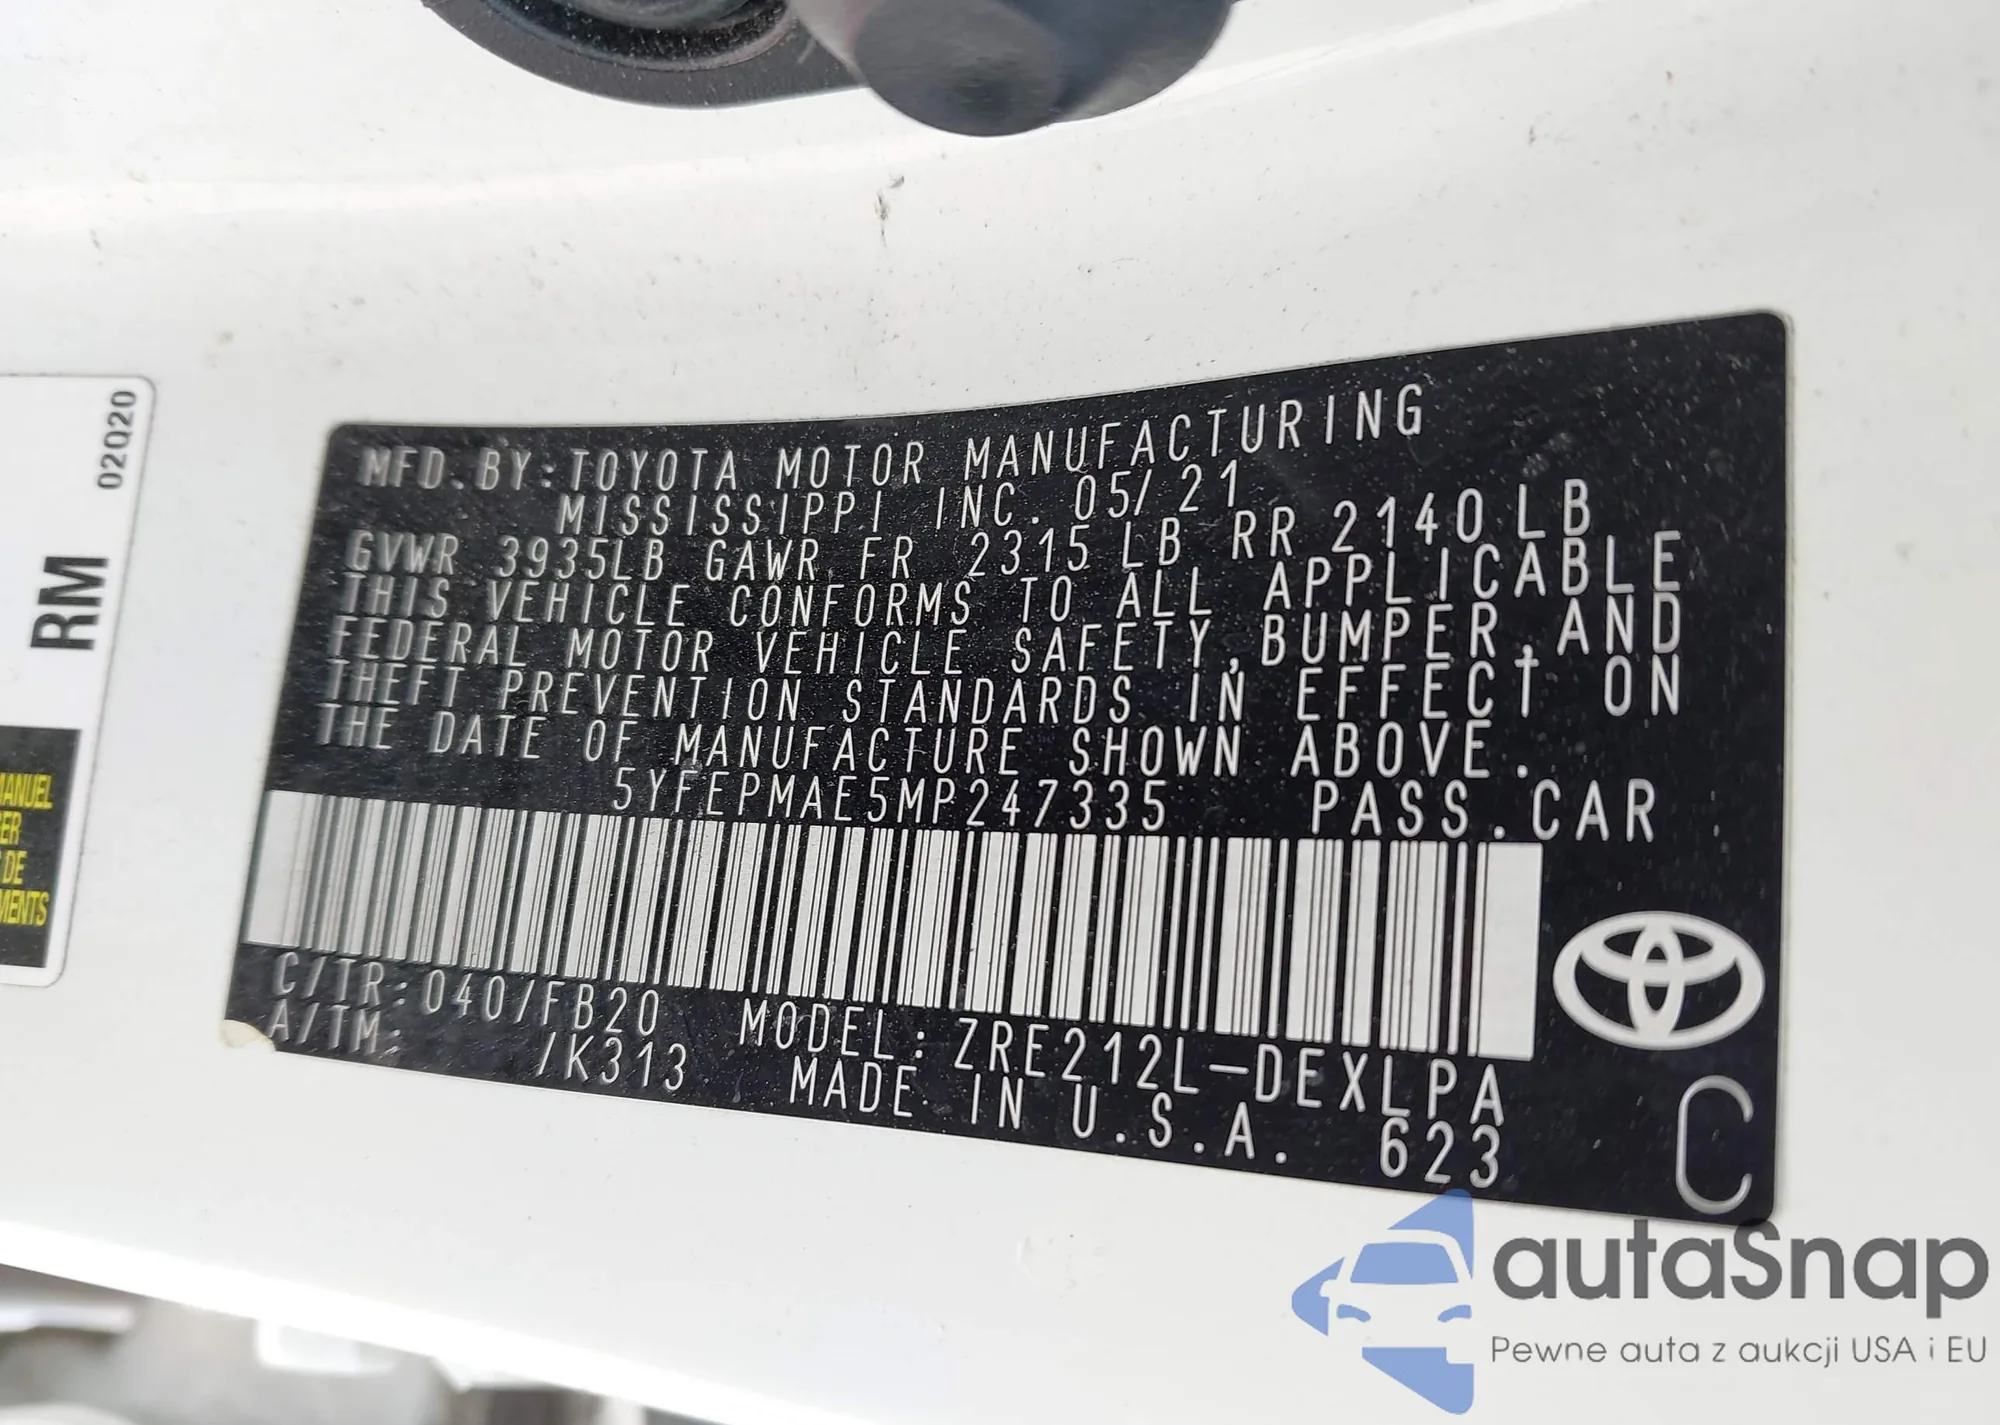 02Q20
RM
MANUEL
DE
MFD.BY:TOYOTA MOTOR MANUFACTURING
MISSISSIPPI INC. 05/21
GVWR 3935LB GAWR FR 2315 LB RR 2140 LB
THIS VEHICLE CONFORMS TO ALL APPLICABLE
FEDERAL MOTOR VEHICLE SAFETY, BUMPER, AND
THEFT PREVENTION STANDARDS IN EFFECT ON
THE DATE OF MANUFACTURE SHOWN ABOVE.
5YFEPMAE5MP247335 PASS.CAR
C/TR:040/FB20 MODEL:ZRE212L-DEXLPA
A/TM: /K313 MADE IN U.S.A. 623
C
autaSnap
Pewne auta z aukcji USA i EU